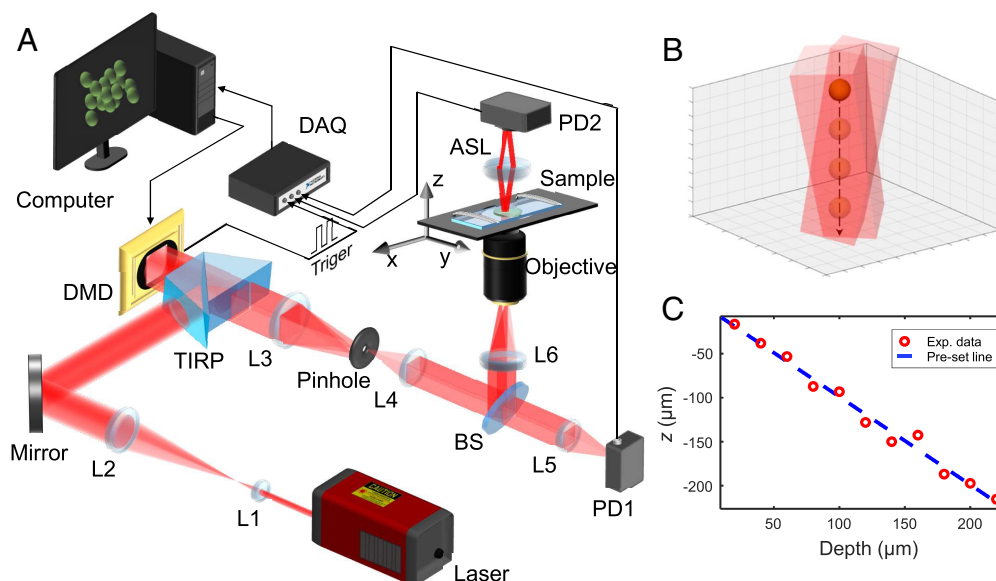 A
Computer
DAQ
DMD
Triger
TIRP
L3
Pinhole
L4
Mirror
L2
L1
CAUTION
Laser
PD2
ASL
Sample
z
x
y
Objective
L6
BS
L5
PD1
B
C
Exp. data
Pre-set line
z (μm)
-50
-100
-150
-200
50
100
150
200
Depth (μm)